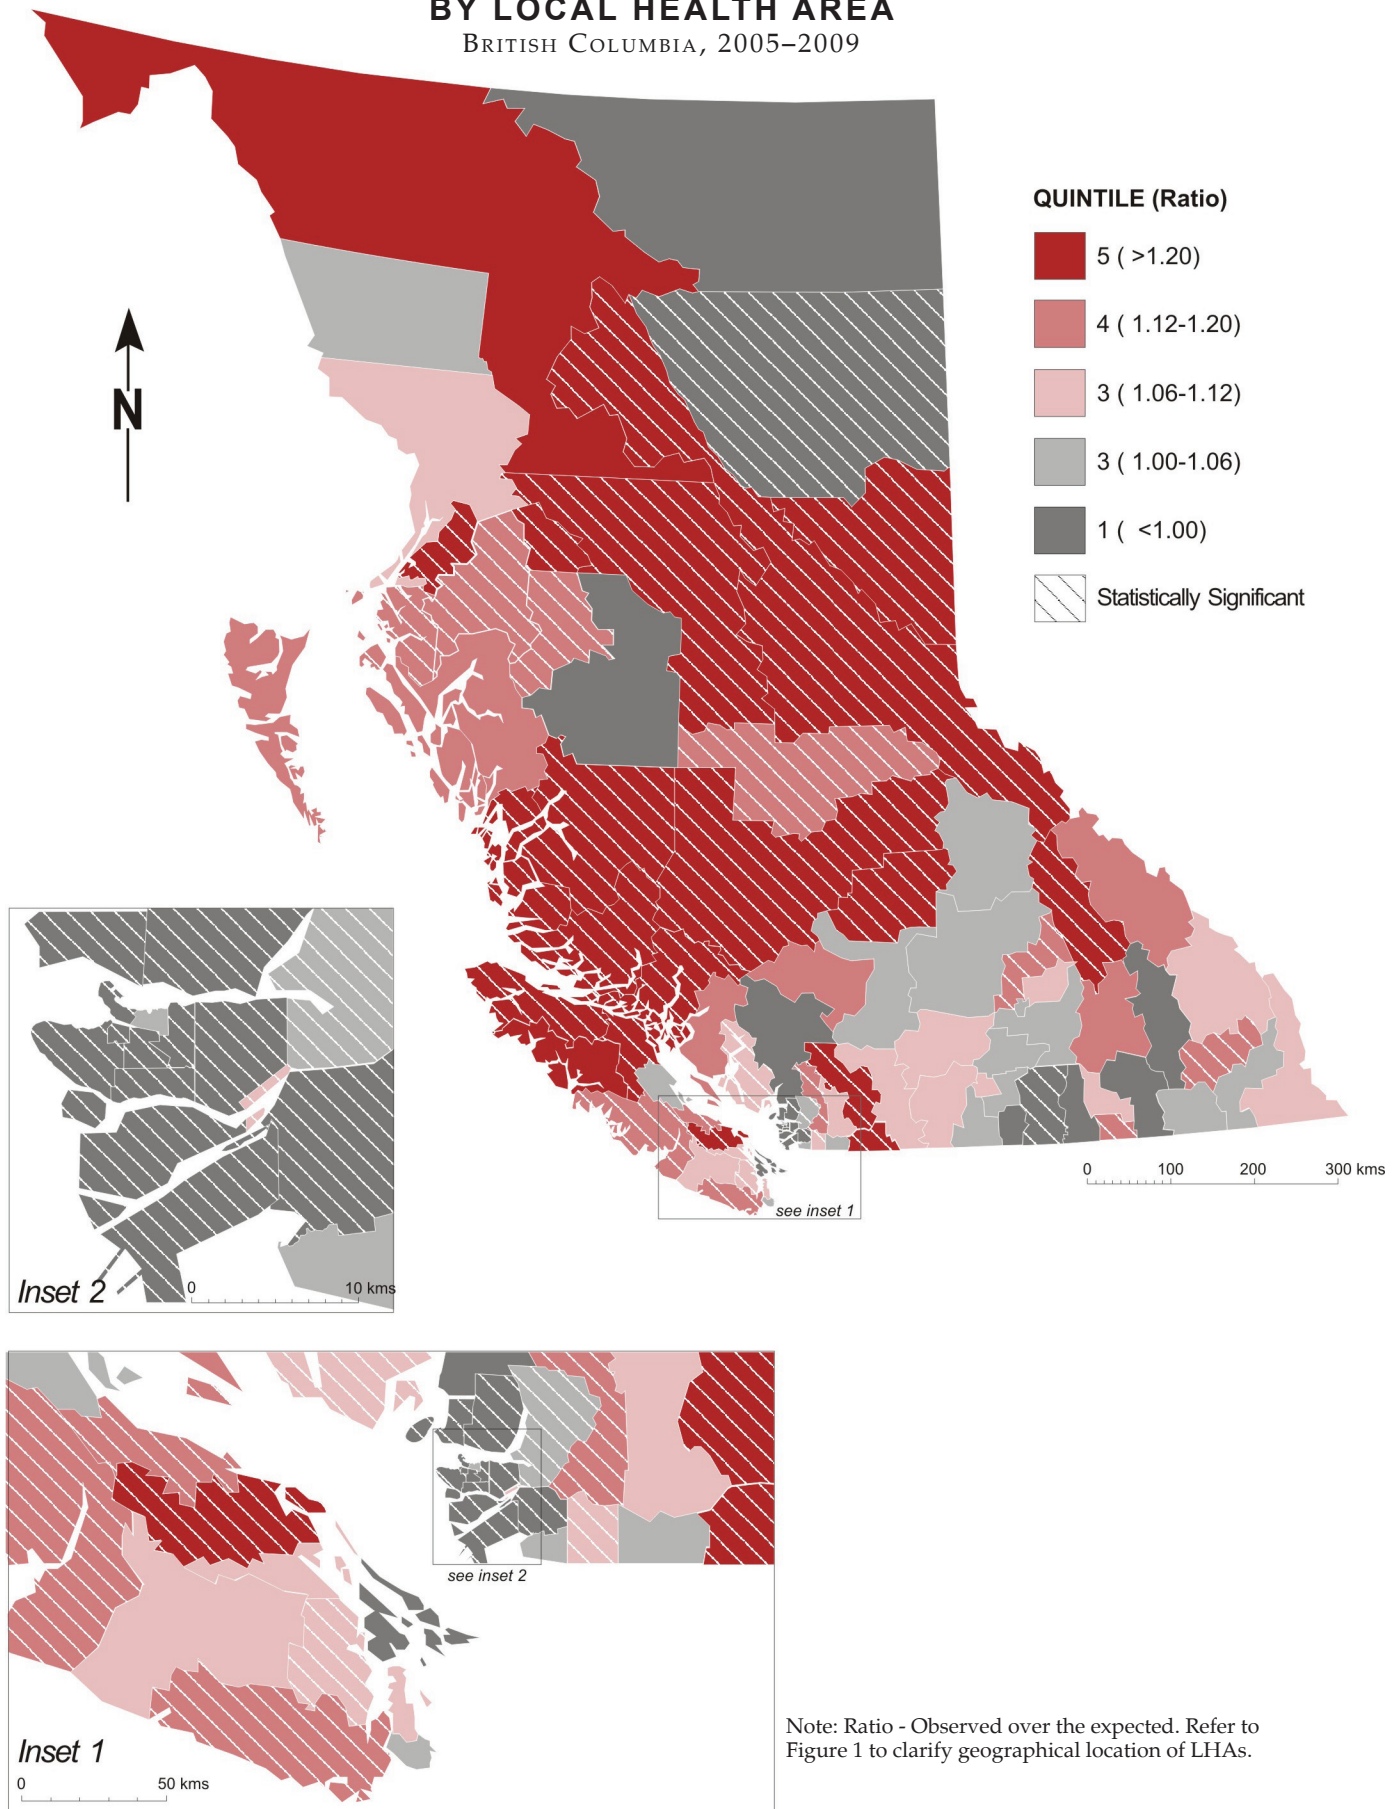 BY LOCAL HEALTH AREA
BRITISH COLUMBIA, 2005–2009
QUINTILE (Ratio)
5 ( >1.20)
4 ( 1.12-1.20)
3 ( 1.06-1.12)
3 ( 1.00-1.06)
1 ( <1.00)
Statistically Significant
N
0 100 200 300 kms
see inset 1
Inset 2
0 10 kms
see inset 2
Inset 1
0 50 kms
Note: Ratio - Observed over the expected. Refer to
Figure 1 to clarify geographical location of LHAs.